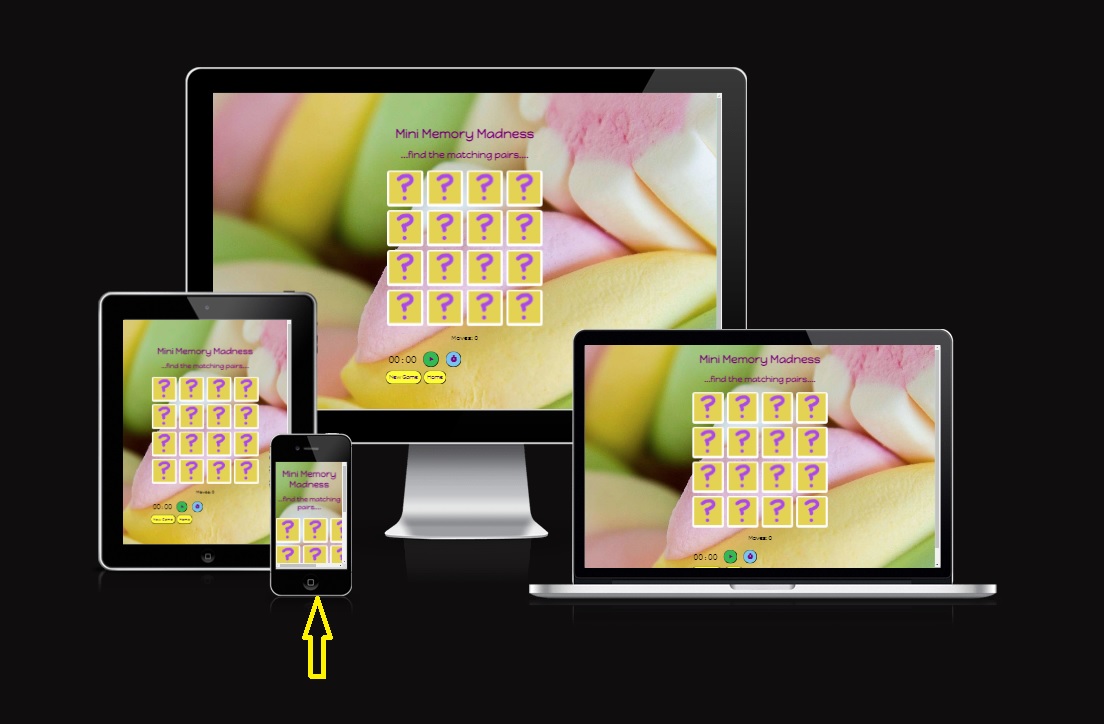 Mini Memory Madness
...find the matching pairs....
? ? ? ?
? ? ? ?
? ? ? ?
? ? ? ?
Moves: 0
00:00
New Game Home
Mini Memory Madness
...find the matching pairs....
? ? ? ?
? ? ? ?
? ? ? ?
? ? ? ?
Moves: 0
00:00
New Game Home
Mini Memory
Madness
...find the matching
pairs....
? ? ?
? ? ?
Mini Memory Madness
...find the matching pairs....
? ? ? ?
? ? ? ?
? ? ? ?
? ? ? ?
Moves: 0
00:00